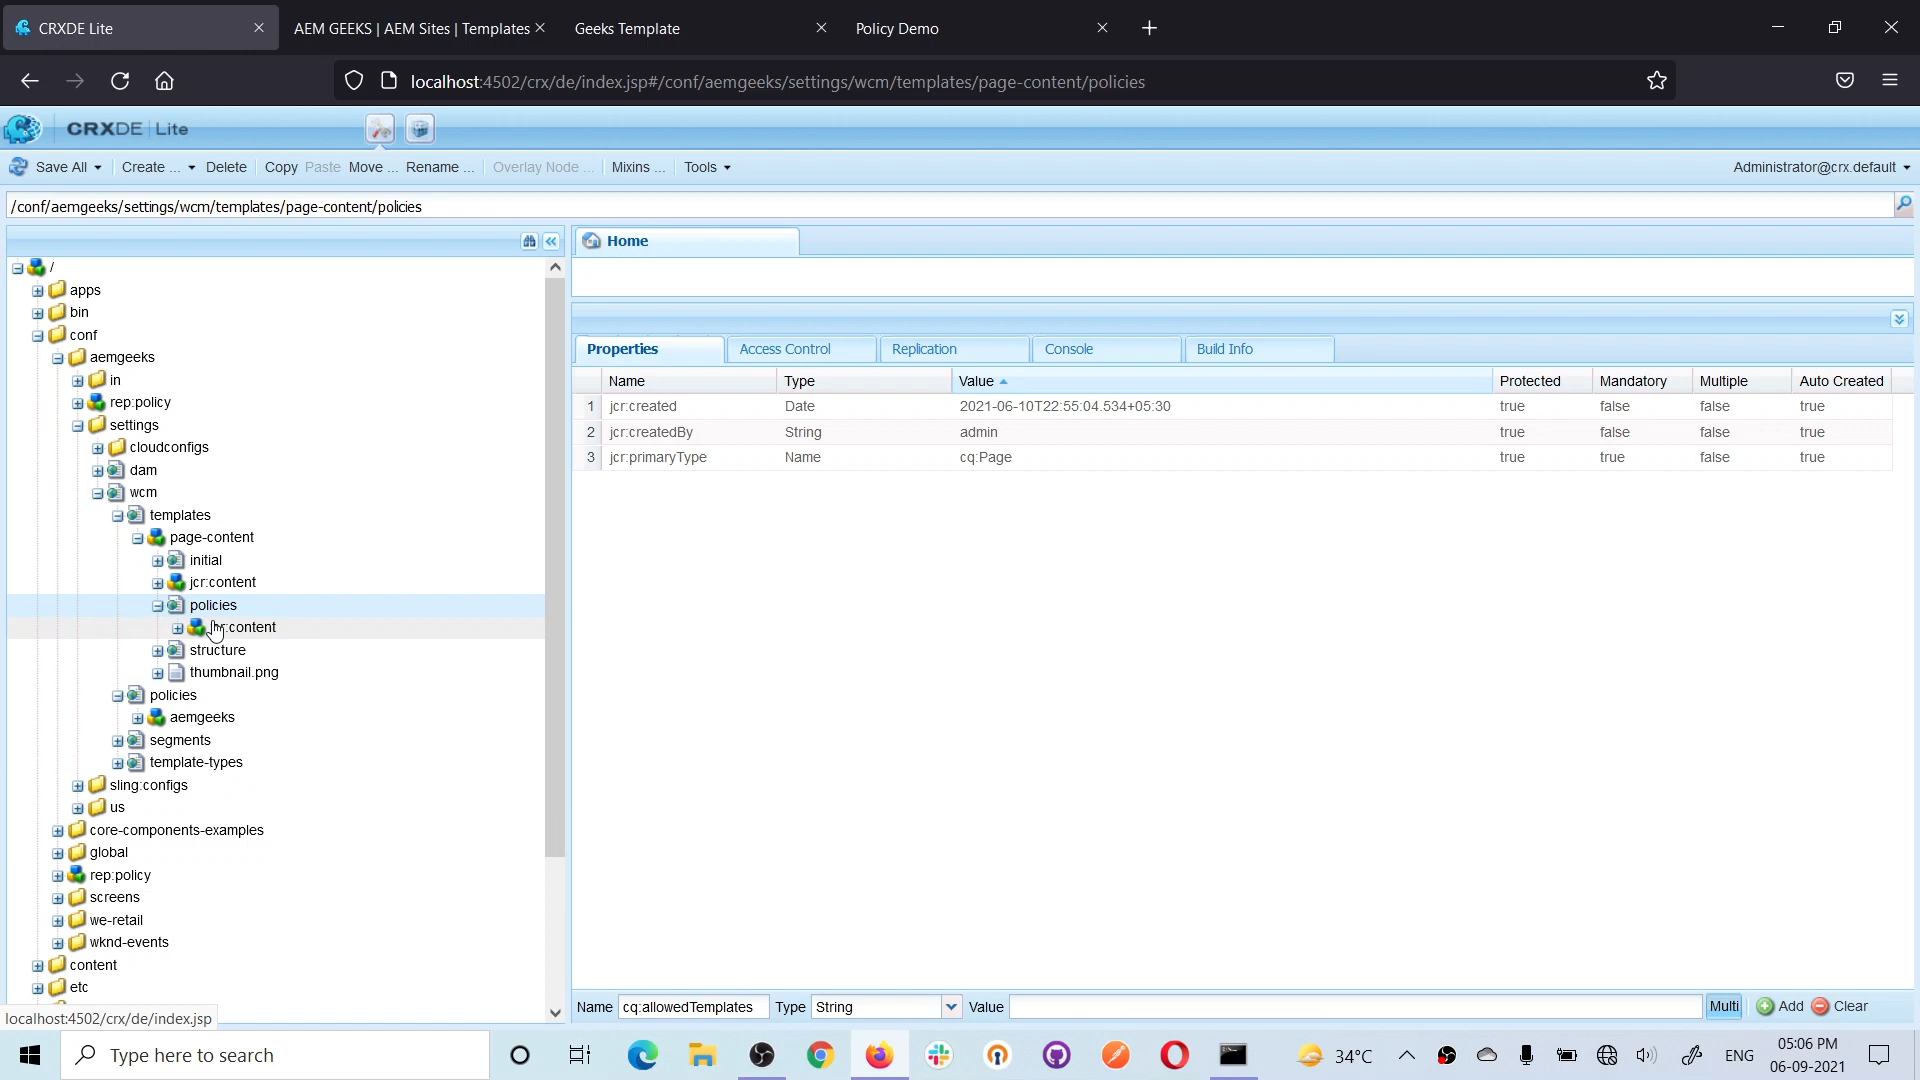 CRXDE Lite
AEM GEEKS | AEM Sites | Templates
Geeks Template
Policy Demo
localhost:4502/crx/de/index.jsp#/conf/aemgeeks/settings/wcm/templates/page-content/policies
CRXDE | Lite
Save All
Create ...
Delete
Copy
Paste
Move ...
Rename ...
Overlay Node ...
Mixins ...
Tools
Administrator@crx.default
/conf/aemgeeks/settings/wcm/templates/page-content/policies
/
apps
bin
conf
aemgeeks
in
rep:policy
settings
cloudconfigs
dam
wcm
templates
page-content
initial
jcr:content
policies
:content
structure
thumbnail.png
policies
aemgeeks
segments
template-types
sling:configs
us
core-components-examples
global
rep:policy
screens
we-retail
wknd-events
content
etc
localhost:4502/crx/de/index.jsp
Home
Properties
Access Control
Replication
Console
Build Info
Name Type Value Protected Mandatory Multiple Auto Created
1 jcr:created Date 2021-06-10T22:55:04.534+05:30 true false false true
2 jcr:createdBy String admin true false false true
3 jcr:primaryType Name cq:Page true true false true
Name cq:allowedTemplates Type String Value Multi Add Clear
Type here to search
34°C
ENG
05:06 PM
06-09-2021